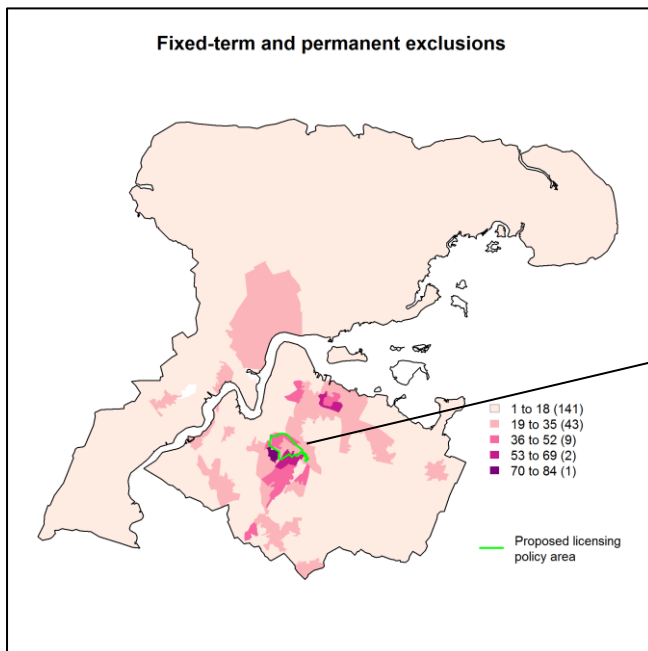 Fixed-term and permanent exclusions
1 to 18 (141)
19 to 35 (43)
36 to 52 (9)
53 to 69 (2)
70 to 84 (1)
Proposed licensing
policy area